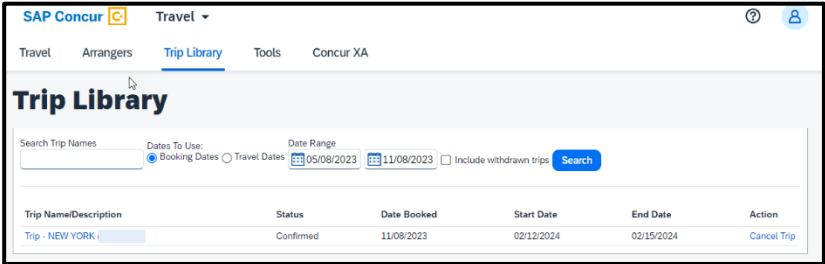 SAP Concur C Travel
Travel Arrangers Trip Library Tools Concur XA
Trip Library
Search Trip Names Dates To Use: Date Range
Booking Dates Travel Dates 05/08/2023 11/08/2023 Include withdrawn trips Search
Trip Name/Description Status Date Booked Start Date End Date Action
Trip - NEW YORK ( Confirmed 11/08/2023 02/12/2024 02/15/2024 Cancel Trip